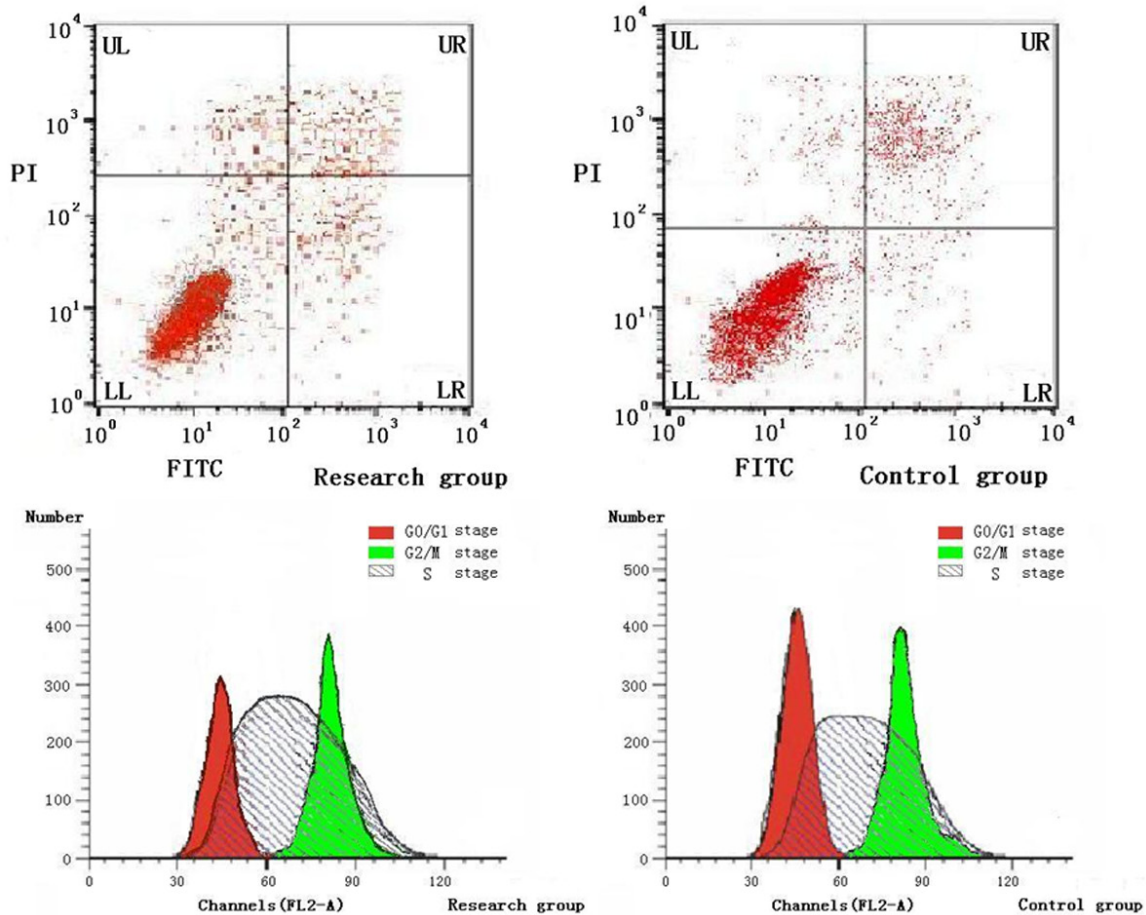 10⁴
UL UR
10³
PI
10²
10¹
LL LR
10⁰
10⁰ 10¹ 10² 10³ 10⁴
FITC Research group
10⁴
UL UR
10³
PI
10²
10¹
LL LR
10⁰
10⁰ 10¹ 10² 10³ 10⁴
FITC Control group
Number
G0/G1 stage
G2/M stage
S stage
500
400
300
200
100
0
0 30 60 90 120
Channels(FL2-A) Research group
Number
G0/G1 stage
G2/M stage
S stage
500
400
300
200
100
0
0 30 60 90 120
Channels(FL2-A) Control group